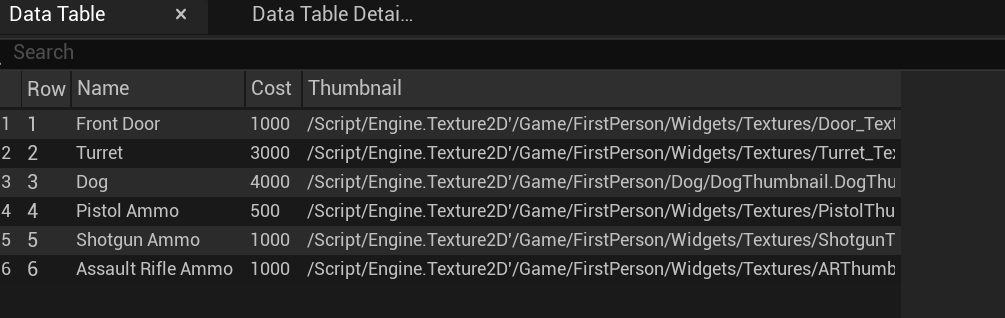 Data Table × Data Table Detai...
Search
Row Name Cost Thumbnail
1 1 Front Door 1000 /Script/Engine.Texture2D'/Game/FirstPerson/Widgets/Textures/Door_Text
2 2 Turret 3000 /Script/Engine.Texture2D'/Game/FirstPerson/Widgets/Textures/Turret_Tex
3 3 Dog 4000 /Script/Engine.Texture2D'/Game/FirstPerson/Dog/DogThumbnail.DogThu
4 4 Pistol Ammo 500 /Script/Engine.Texture2D'/Game/FirstPerson/Widgets/Textures/PistolThu
5 5 Shotgun Ammo 1000 /Script/Engine.Texture2D'/Game/FirstPerson/Widgets/Textures/ShotgunT
6 6 Assault Rifle Ammo 1000 /Script/Engine.Texture2D'/Game/FirstPerson/Widgets/Textures/ARThumb